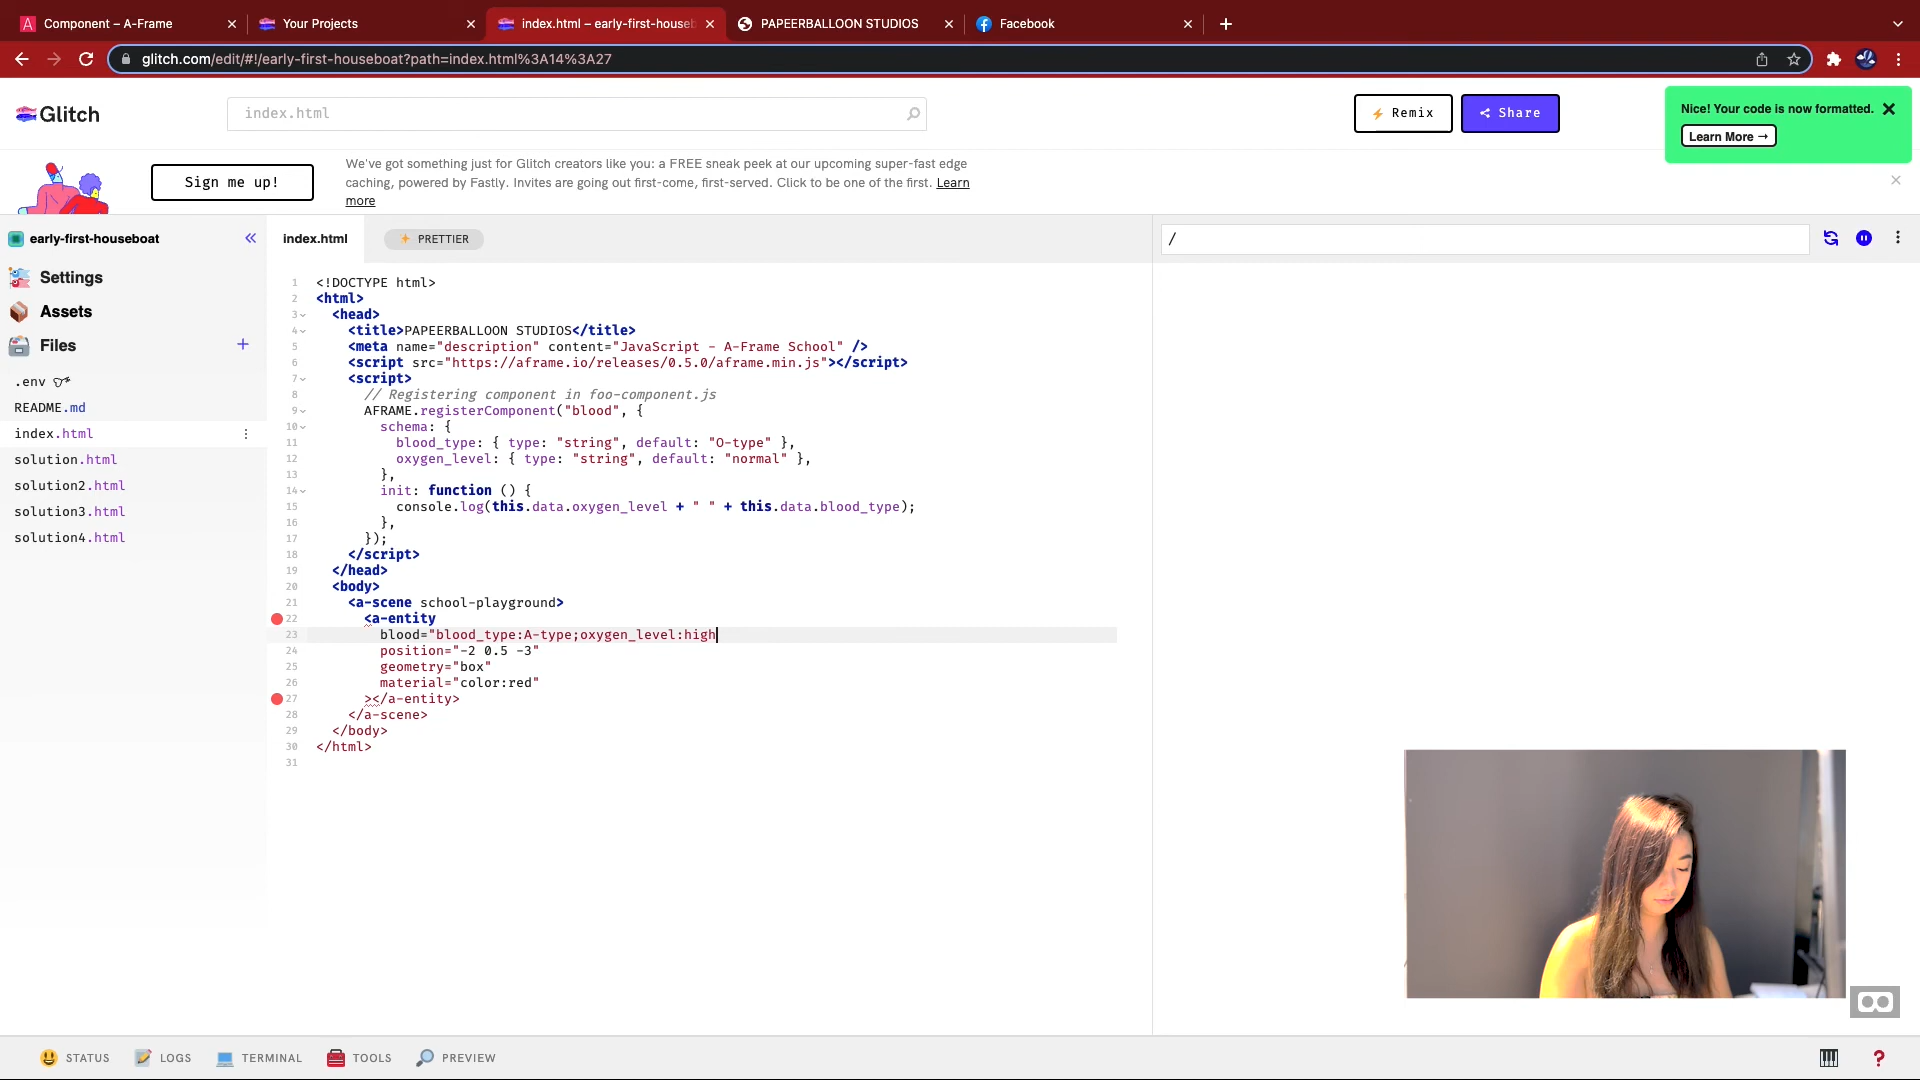 Component – A-Frame
Your Projects
index.html – early-first-houseb
PAPEERBALLOON STUDIOS
Facebook
glitch.com/edit/#!/early-first-houseboat?path=index.html%3A14%3A27
Glitch
index.html
Remix
Share
Nice! Your code is now formatted.
Learn More →
Sign me up!
We've got something just for Glitch creators like you: a FREE sneak peek at our upcoming super-fast edge
caching, powered by Fastly. Invites are going out first-come, first-served. Click to be one of the first. Learn
more
early-first-houseboat
index.html
PRETTIER
/
Settings
Assets
Files
.env
README.md
index.html
solution.html
solution2.html
solution3.html
solution4.html
1 <!DOCTYPE html>
2 <html>
3 <head>
4 <title>PAPEERBALLOON STUDIOS</title>
5 <meta name="description" content="JavaScript - A-Frame School" />
6 <script src="https://aframe.io/releases/0.5.0/aframe.min.js"></script>
7 <script>
8 // Registering component in foo-component.js
9 AFRAME.registerComponent("blood", {
10 schema: {
11 blood_type: { type: "string", default: "O-type" },
12 oxygen_level: { type: "string", default: "normal" },
13 },
14 init: function () {
15 console.log(this.data.oxygen_level + " " + this.data.blood_type);
16 },
17 });
18 </script>
19 </head>
20 <body>
21 <a-scene school-playground>
22 <a-entity
23 blood="blood_type:A-type;oxygen_level:high
24 position="-2 0.5 -3"
25 geometry="box"
26 material="color:red"
27 ></a-entity>
28 </a-scene>
29 </body>
30 </html>
31
STATUS
LOGS
TERMINAL
TOOLS
PREVIEW
?